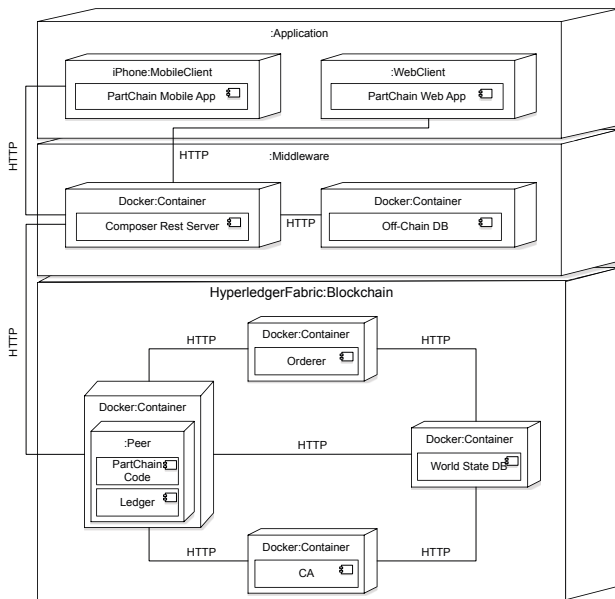 :Application
iPhone:MobileClient
PartChain Mobile App
:WebClient
PartChain Web App
HTTP
HTTP
:Middleware
Docker:Container
Composer Rest Server
HTTP
Docker:Container
Off-Chain DB
HTTP
HyperledgerFabric:Blockchain
Docker:Container
Orderer
HTTP
HTTP
Docker:Container
:Peer
PartChain
Code
Ledger
HTTP
Docker:Container
World State DB
Docker:Container
CA
HTTP
HTTP